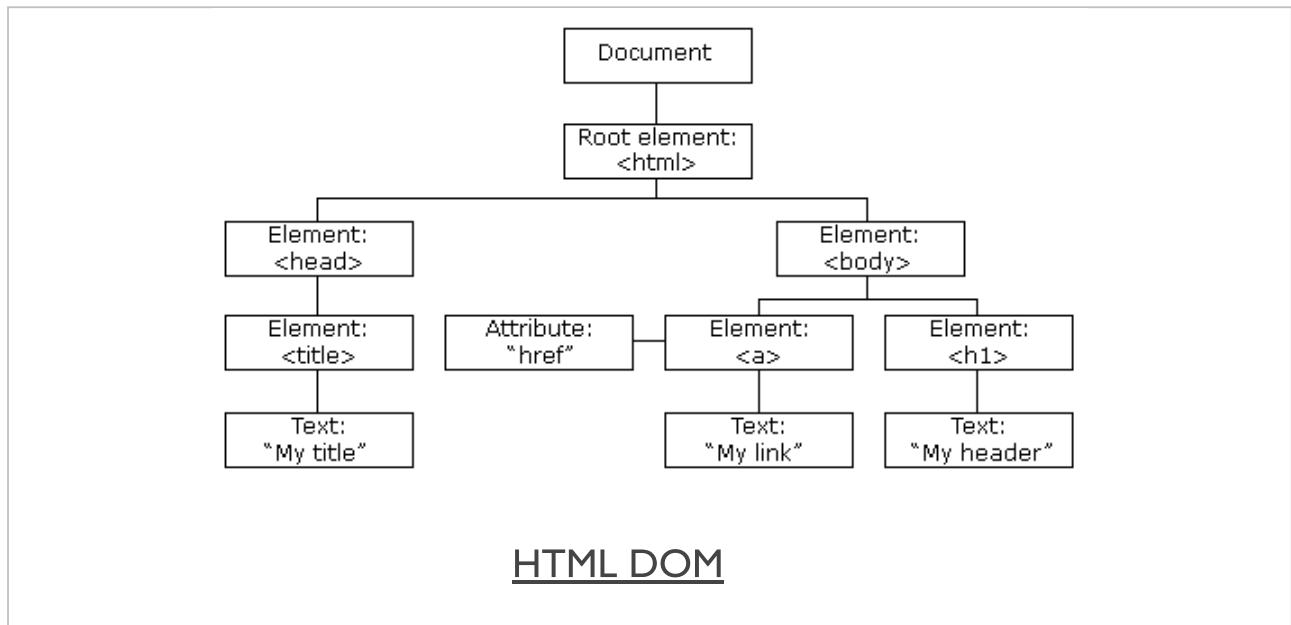 Document
Root element:
<html>
Element:
<head>
Element:
<body>
Element:
<title>
Attribute:
“href”
Element:
<a>
Element:
<h1>
Text:
“My title”
Text:
“My link”
Text:
“My header”
HTML DOM